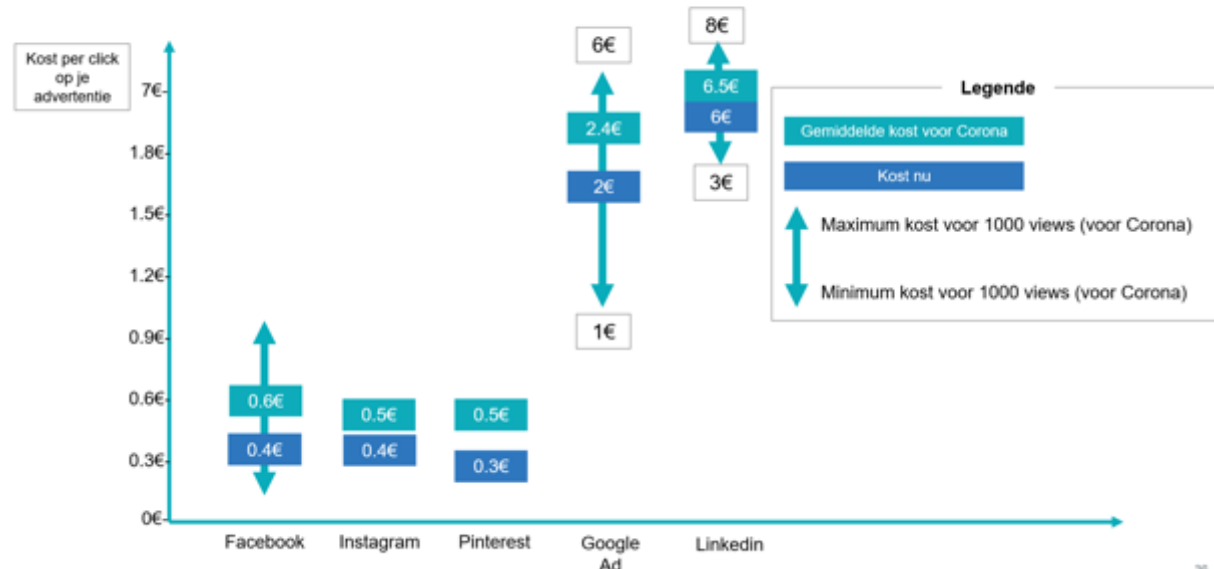 Kost per click
op je
advertentie
7€
1.8€
1.5€
1.2€
0.9€
0.6€
0.3€
0€
0.6€
0.4€
0.5€
0.4€
0.5€
0.3€
6€
2.4€
2€
1€
8€
6.5€
6€
3€
Facebook
Instagram
Pinterest
Google
Ad
Linkedin
Legende
Gemiddelde kost voor Corona
Kost nu
Maximum kost voor 1000 views (voor Corona)
Minimum kost voor 1000 views (voor Corona)